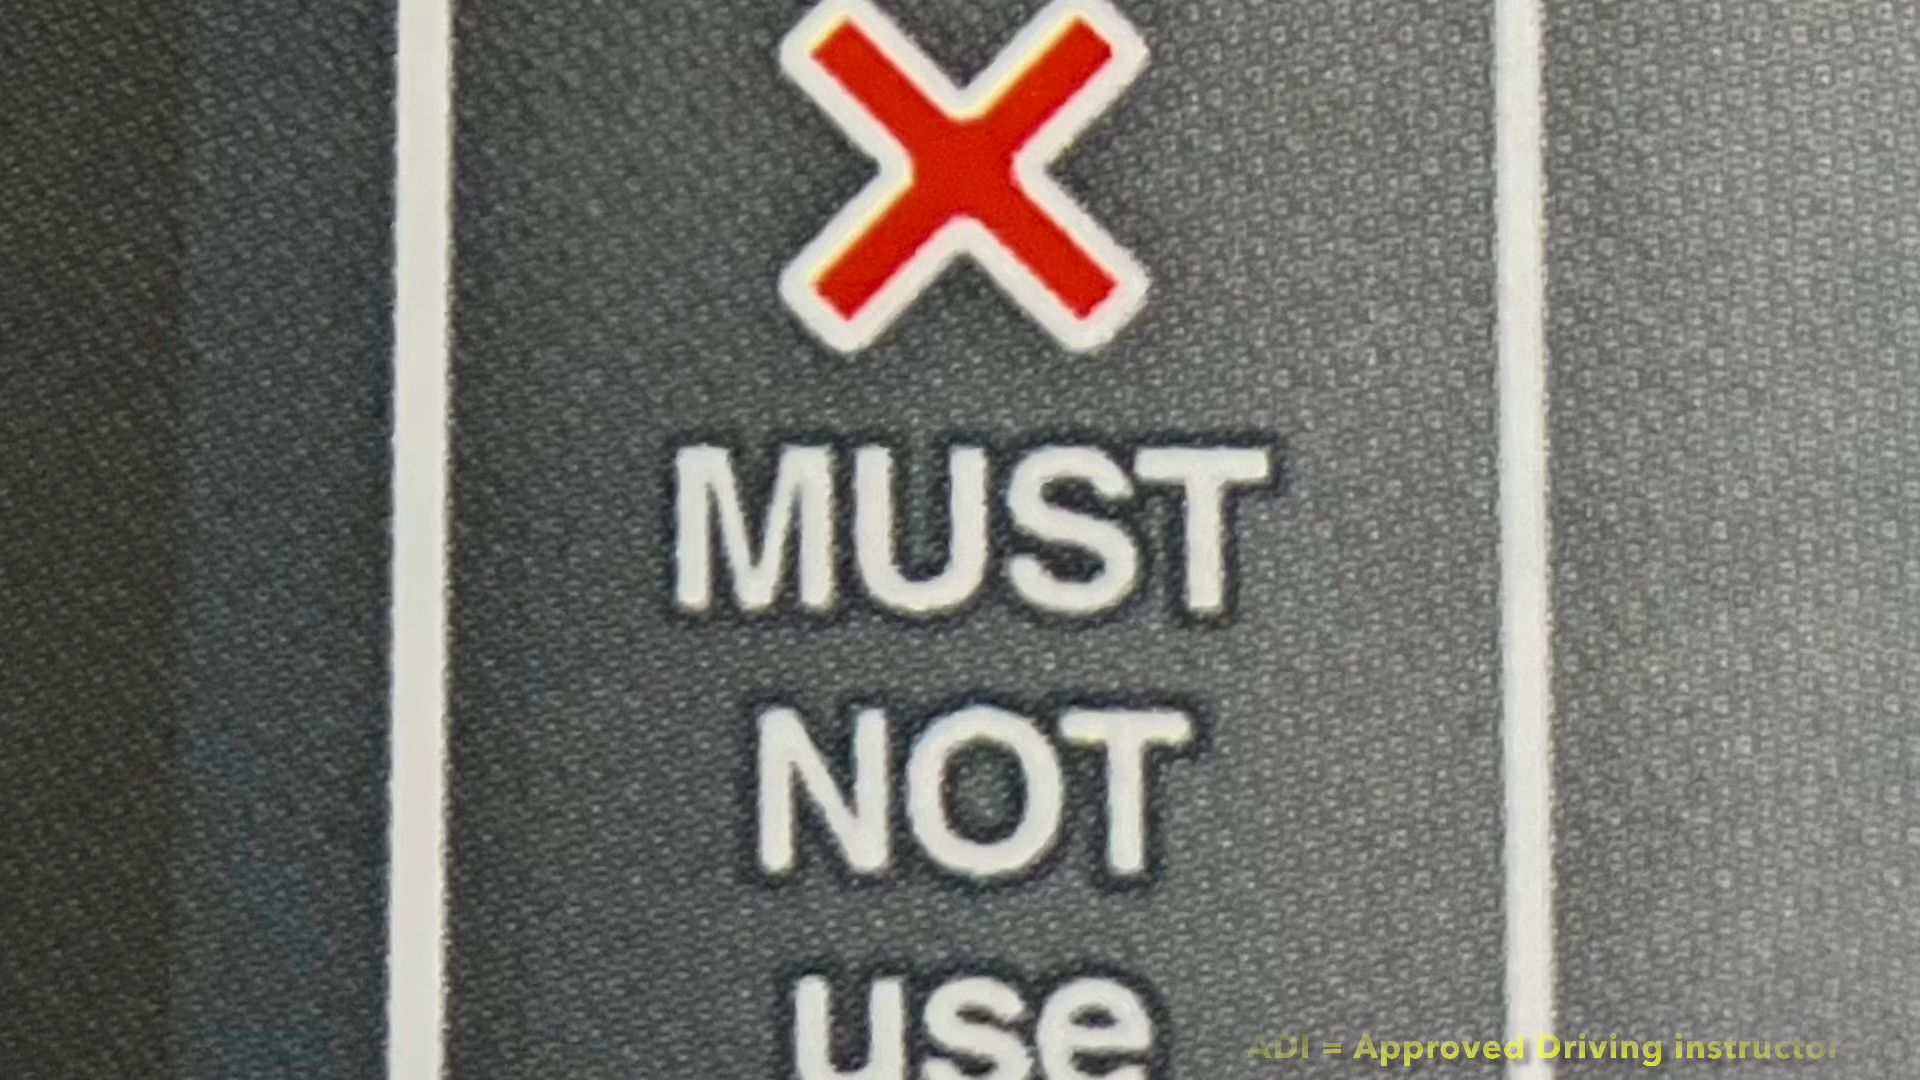 MUST
NOT
use
ADI = Approved Driving instructor